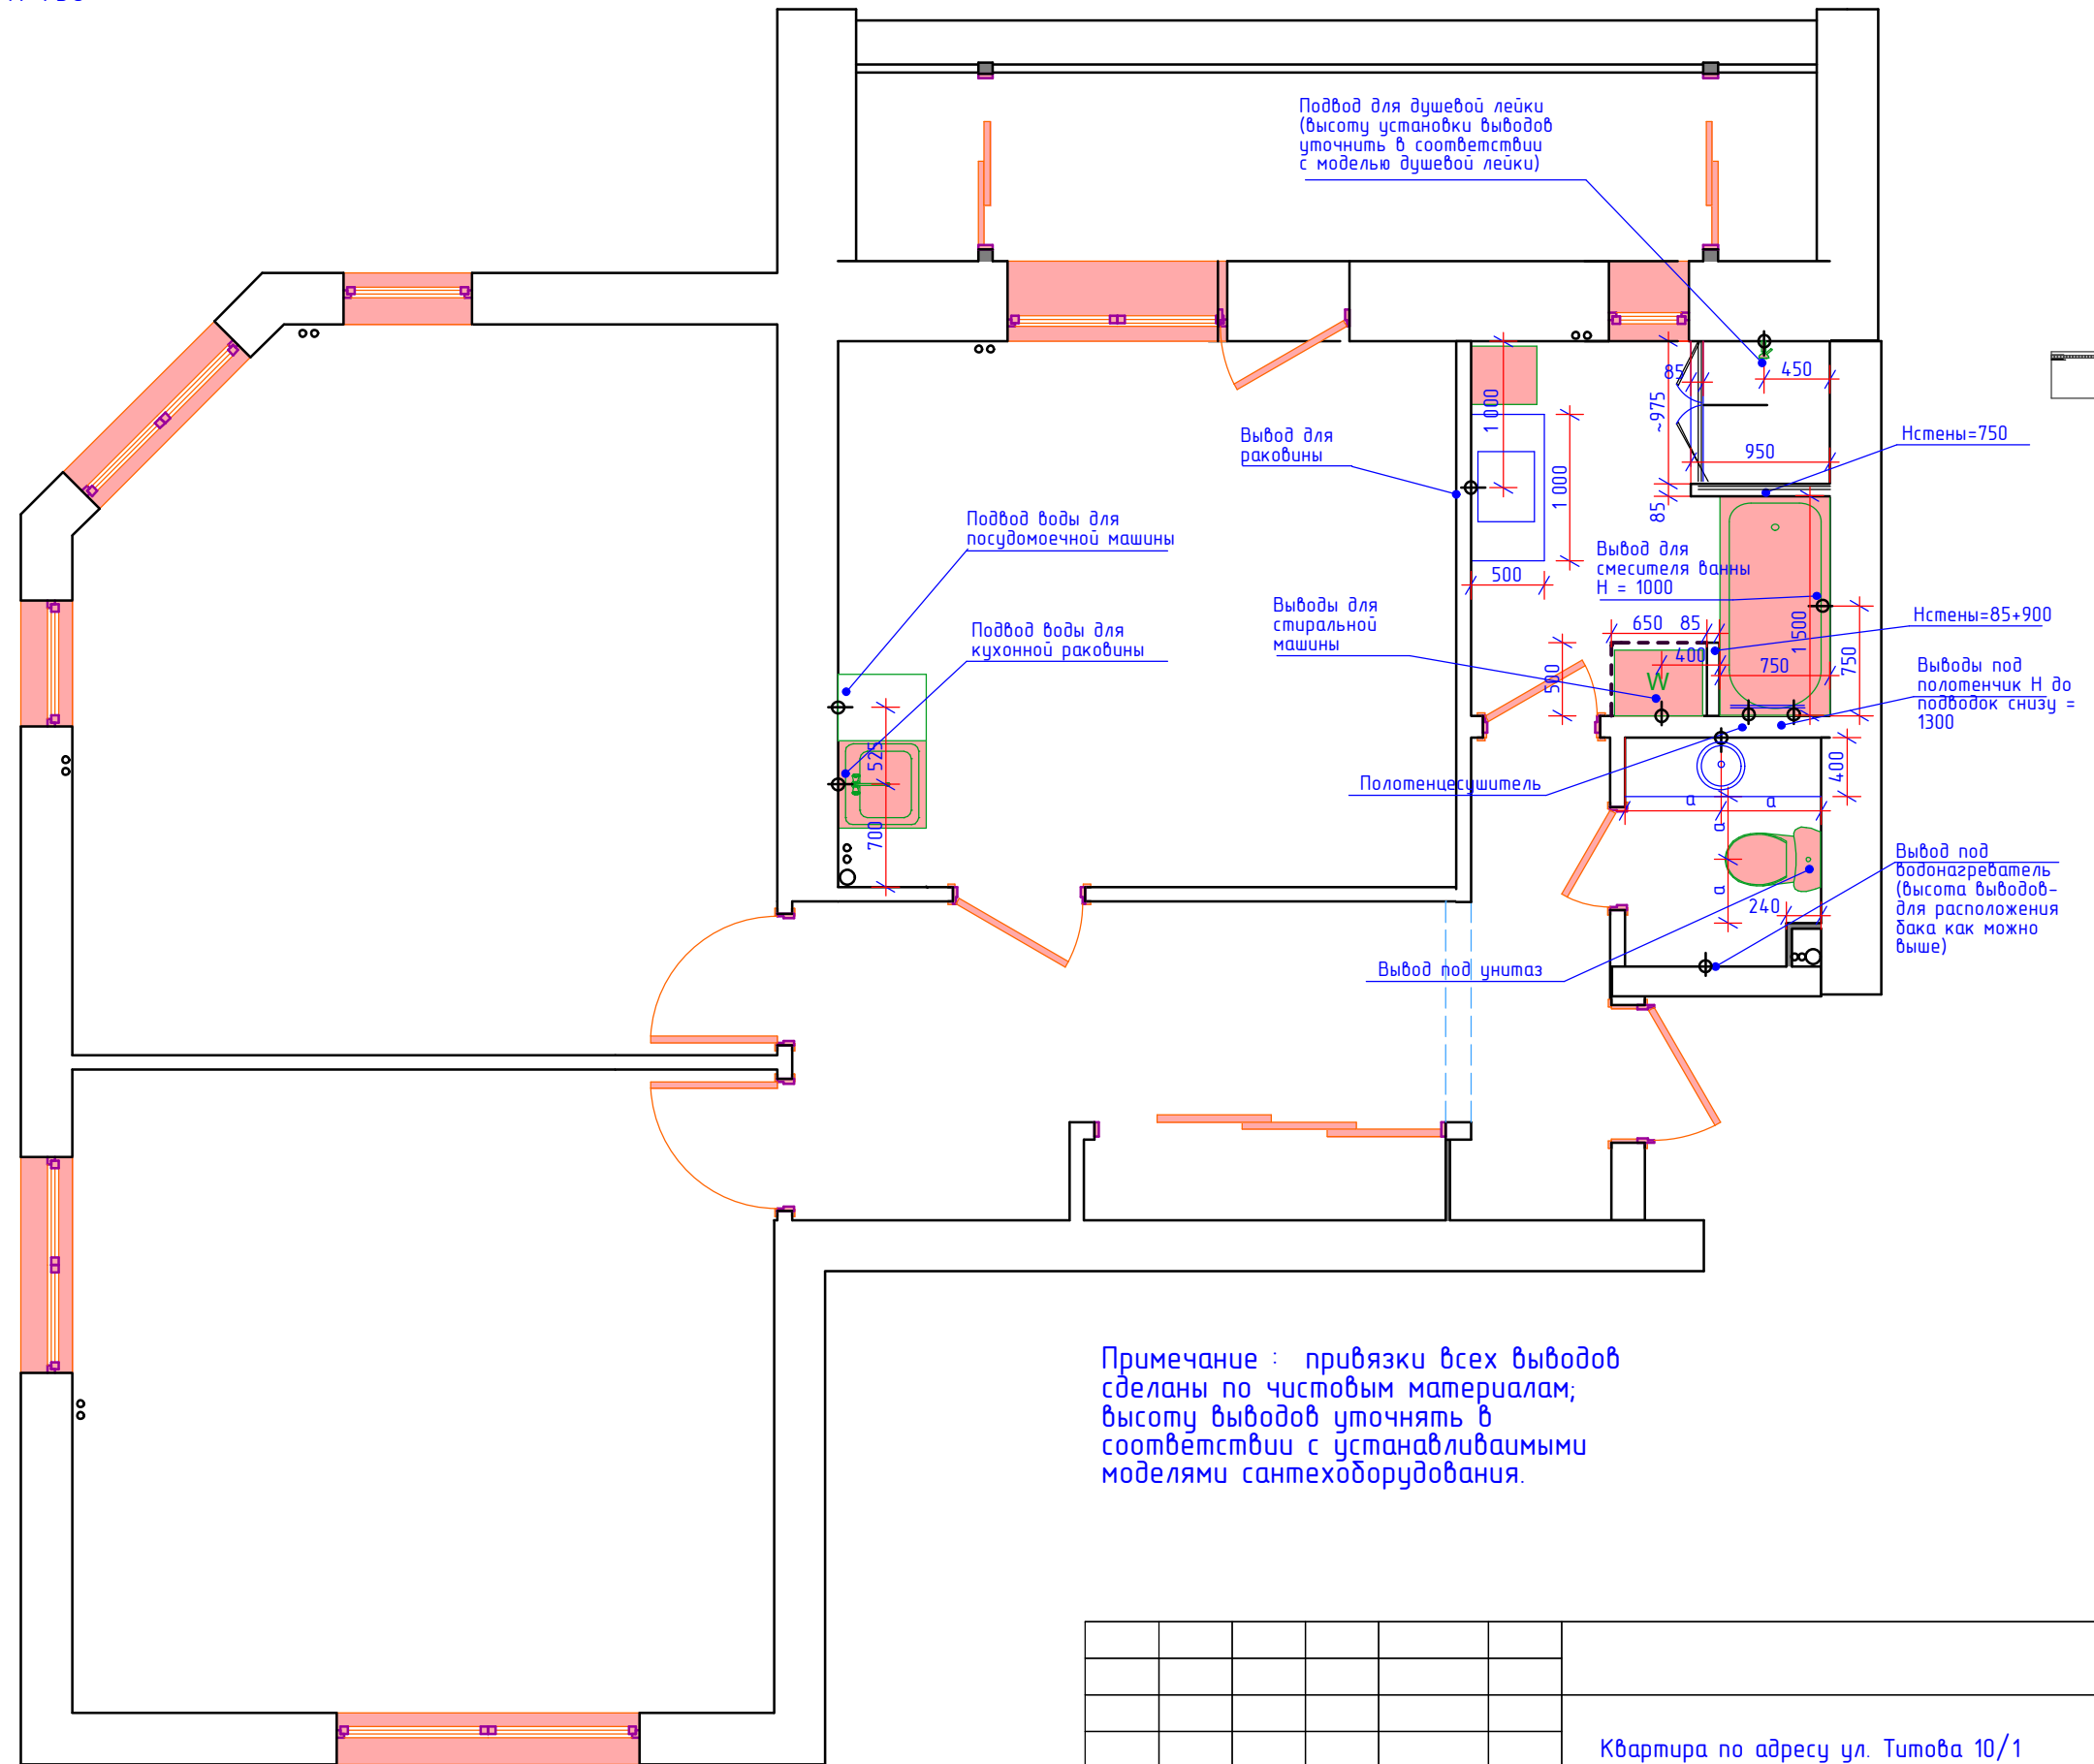 Подвод для душевой лейки
(высоту установки выводов
уточнить в соответствии
с моделью душевой лейки)
85
450
1 000
~975
950
Hстены=750
Вывод для
раковины
1 000
85
Подвод воды для
посудомоечной машины
Вывод для
смесителя ванны
H = 1000
500
Выводы для
стиральной
машины
650
85
1 500
Hстены=85+900
Подвод воды для
кухонной раковины
400
750
750
500
W
Выводы под
полотенчик Н до
подводок снизу =
1300
525
Полотенцесушитель
400
а
а
а
700
Вывод под
водонагреватель
(высота выводов-
для расположения
бака как можно
выше)
а
240
Вывод под унитаз
Примечание : привязки всех выводов
сделаны по чистовым материалам;
высоту выводов уточнять в
соответствии с устанавливаимыми
моделями сантехоборудования.
Квартира по адресу ул. Титова 10/1